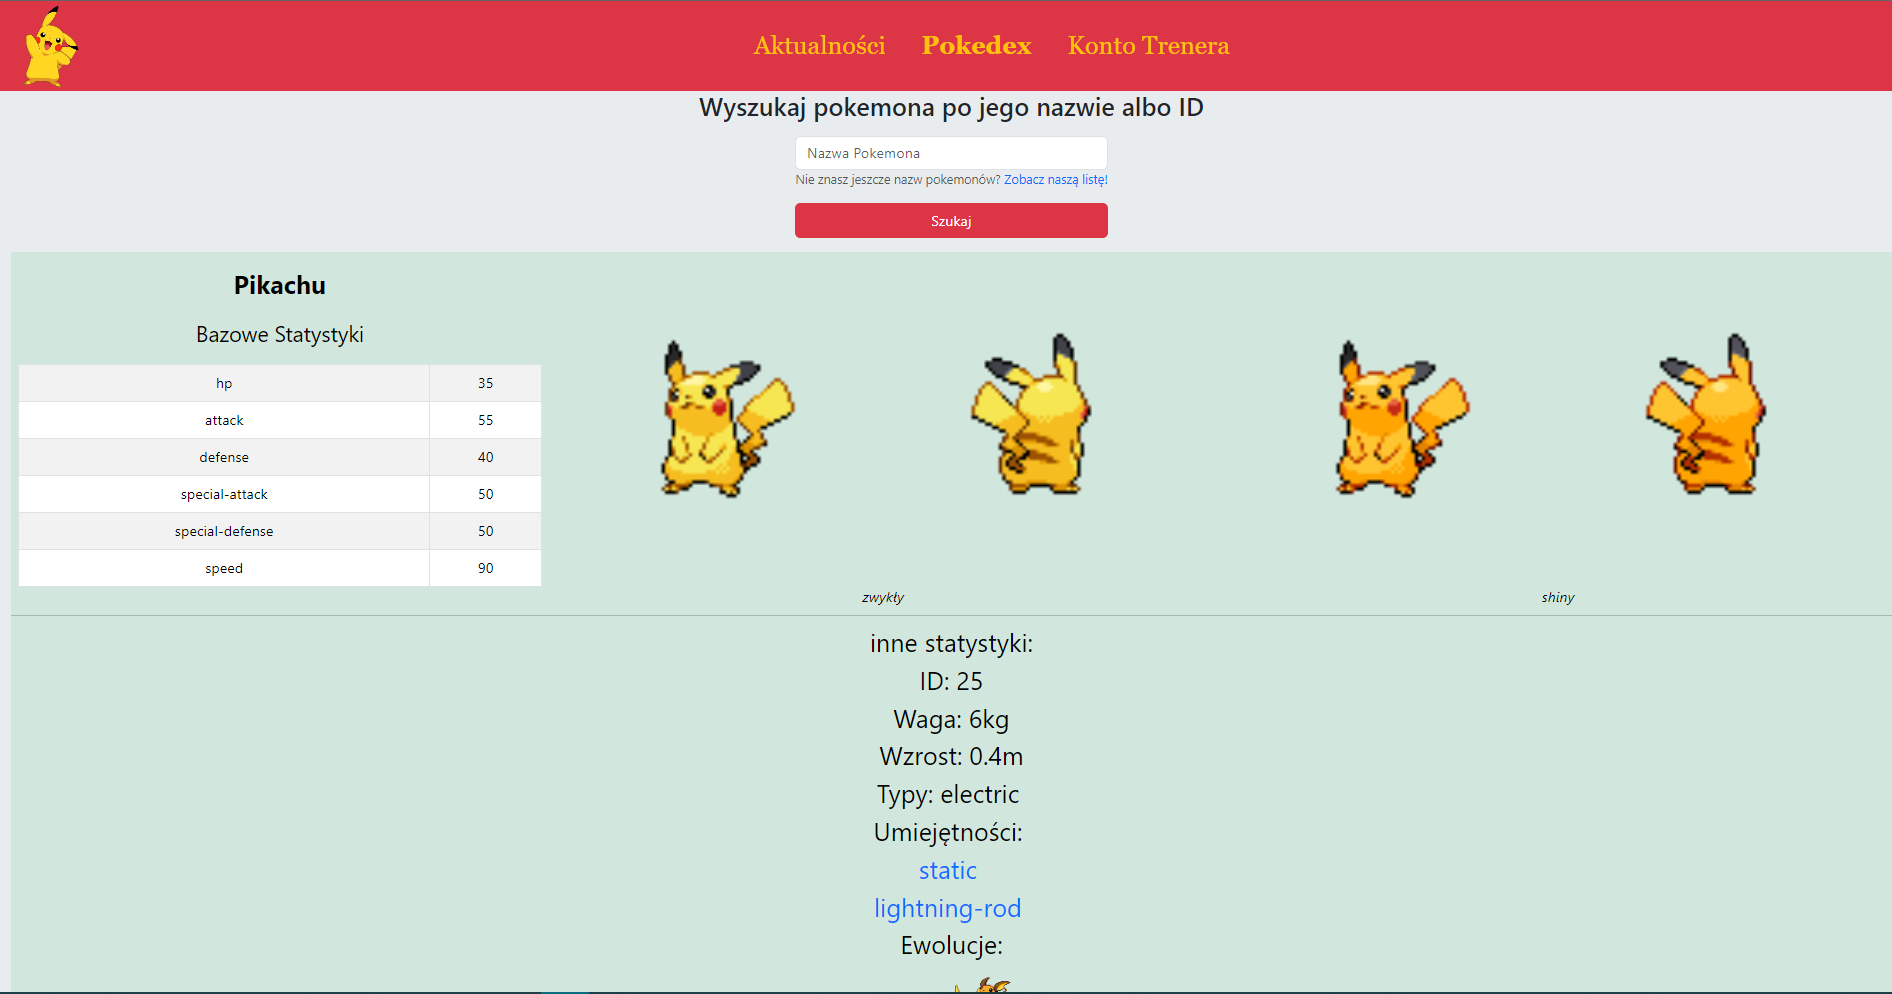 Aktualności Pokedex Konto Trenera
Wyszukaj pokemona po jego nazwie albo ID
Nazwa Pokemona
Nie znasz jeszcze nazw pokemonów? Zobacz naszą listę!
Szukaj
Pikachu
Bazowe Statystyki
hp 35
attack 55
defense 40
special-attack 50
special-defense 50
speed 90
zwykły shiny
inne statystyki:
ID: 25
Waga: 6kg
Wzrost: 0.4m
Typy: electric
Umiejętności:
static
lightning-rod
Ewolucje: